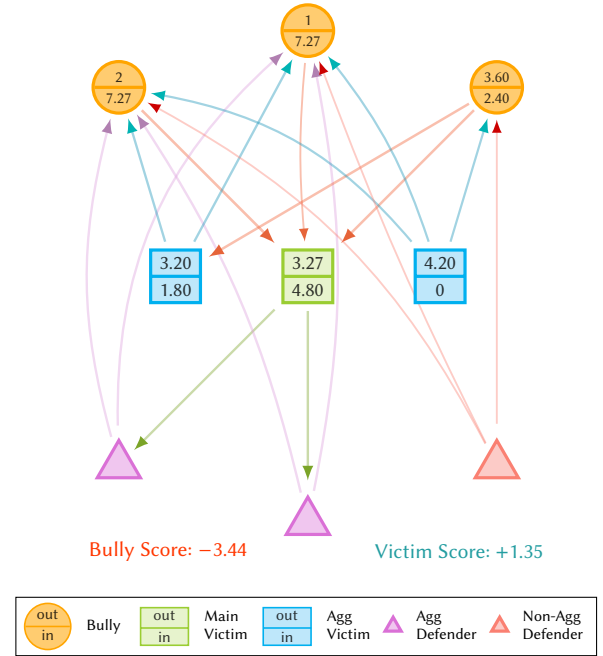 1
7.27
2
7.27
3.60
2.40
3.20
1.80
3.27
4.80
4.20
0
Bully Score: −3.44
Victim Score: +1.35
out
in
Bully
out
in
Main
Victim
out
in
Agg
Victim
Agg
Defender
Non-Agg
Defender